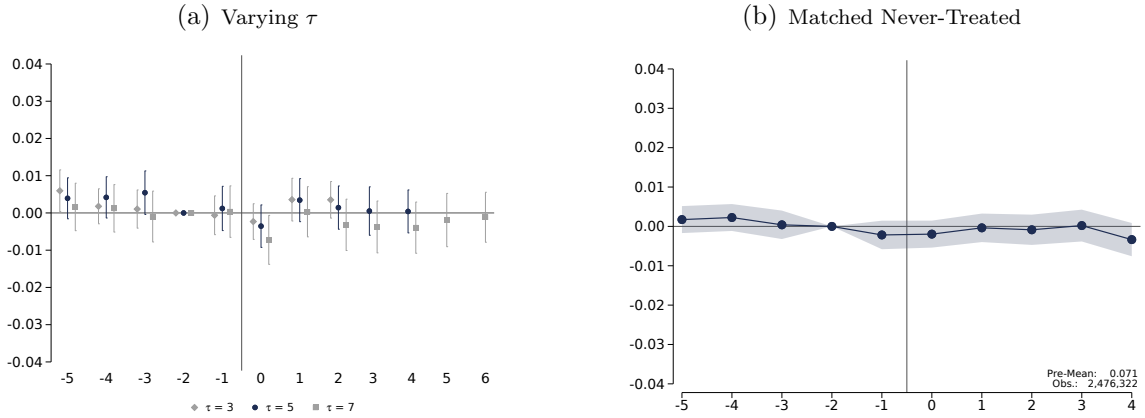 (a) Varying τ
0.04
0.03
0.02
0.01
0.00
-0.01
-0.02
-0.03
-0.04
-5 -4 -3 -2 -1 0 1 2 3 4 5 6
τ = 3 τ = 5 τ = 7
(b) Matched Never-Treated
0.04
0.03
0.02
0.01
0.00
-0.01
-0.02
-0.03
-0.04
Pre-Mean: 0.071
Obs.: 2,476,322
-5 -4 -3 -2 -1 0 1 2 3 4